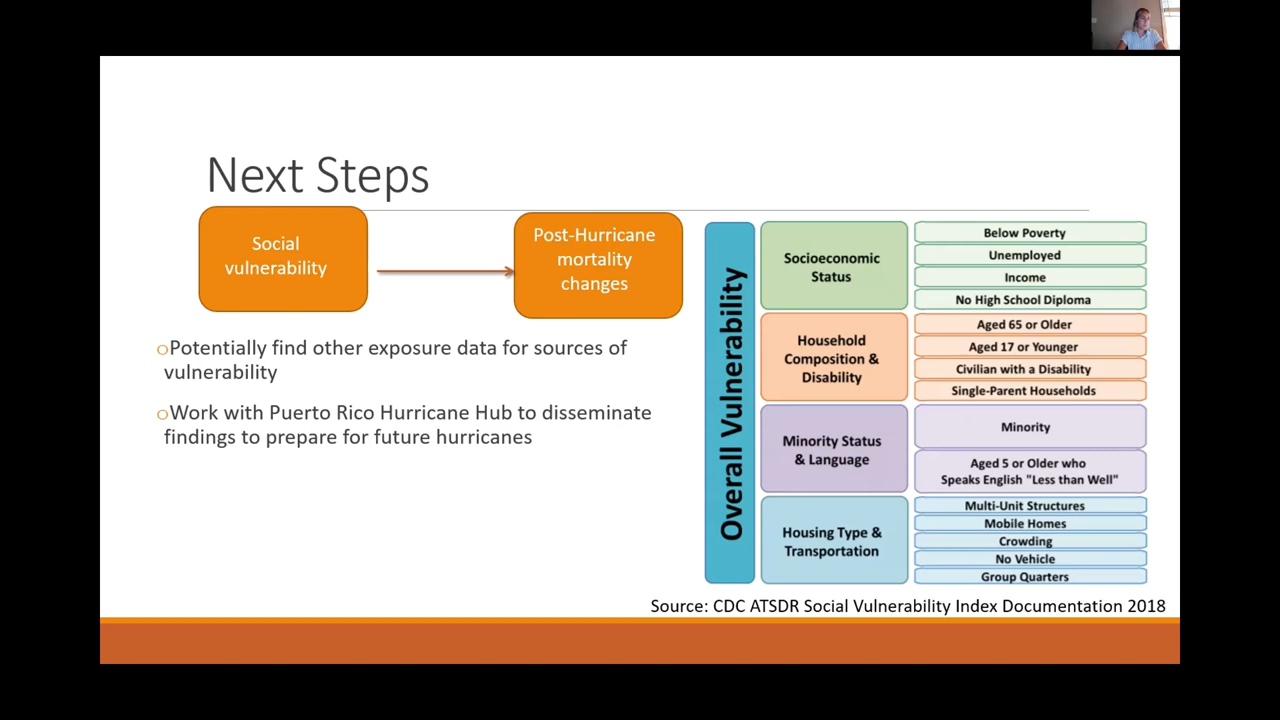 Next Steps
Social
vulnerability
Post-Hurricane
mortality
changes
oPotentially find other exposure data for sources of
vulnerability
oWork with Puerto Rico Hurricane Hub to disseminate
findings to prepare for future hurricanes
Overall Vulnerability
Socioeconomic
Status
Below Poverty
Unemployed
Income
No High School Diploma
Household
Composition &
Disability
Aged 65 or Older
Aged 17 or Younger
Civilian with a Disability
Single-Parent Households
Minority Status
& Language
Minority
Aged 5 or Older who
Speaks English "Less than Well"
Housing Type &
Transportation
Multi-Unit Structures
Mobile Homes
Crowding
No Vehicle
Group Quarters
Source: CDC ATSDR Social Vulnerability Index Documentation 2018